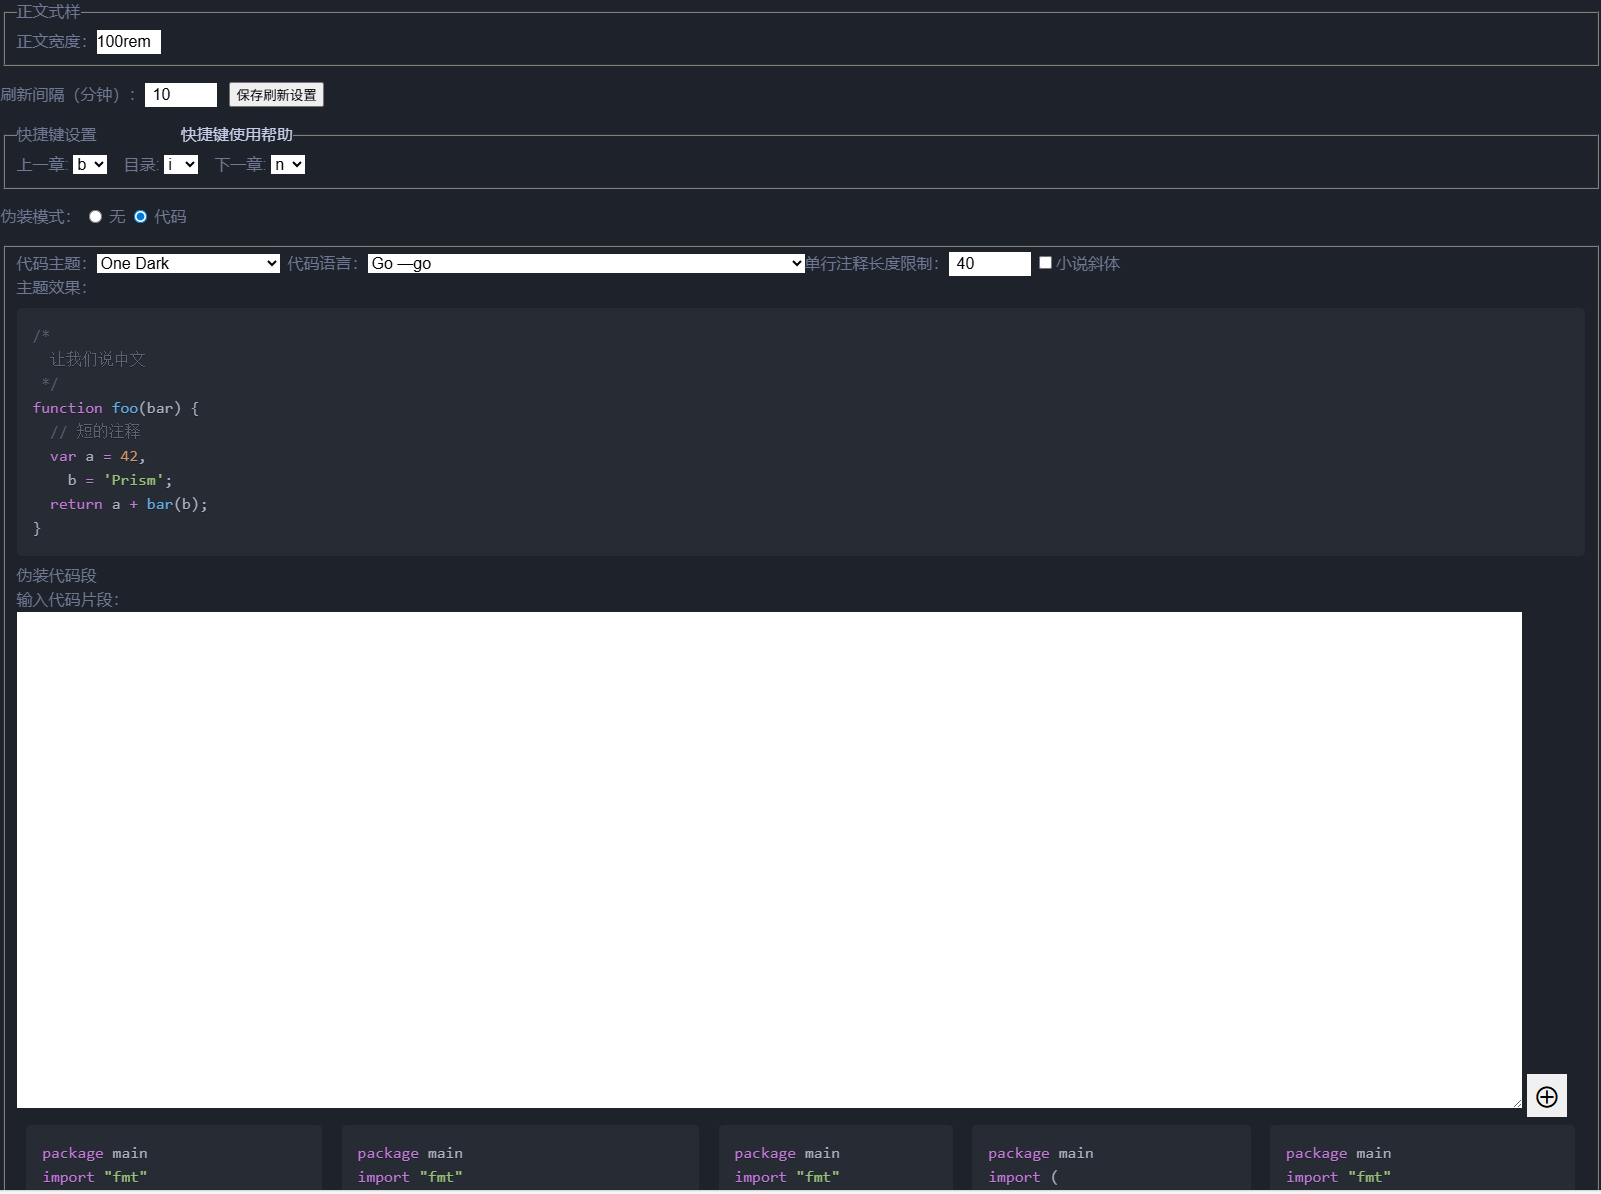 正文式样
正文宽度： 100rem
刷新间隔（分钟）： 10 保存刷新设置
快捷键设置 快捷键使用帮助
上一章: b 目录: i 下一章: n
伪装模式： 无 代码
代码主题： One Dark 代码语言： Go —go 单行注释长度限制： 40 小说斜体
主题效果：
/*
让我们说中文
*/
function foo(bar) {
// 短的注释
var a = 42,
b = 'Prism';
return a + bar(b);
}
伪装代码段
输入代码片段：
package main package main package main package main package main
import "fmt" import "fmt" import "fmt" import ( import "fmt"